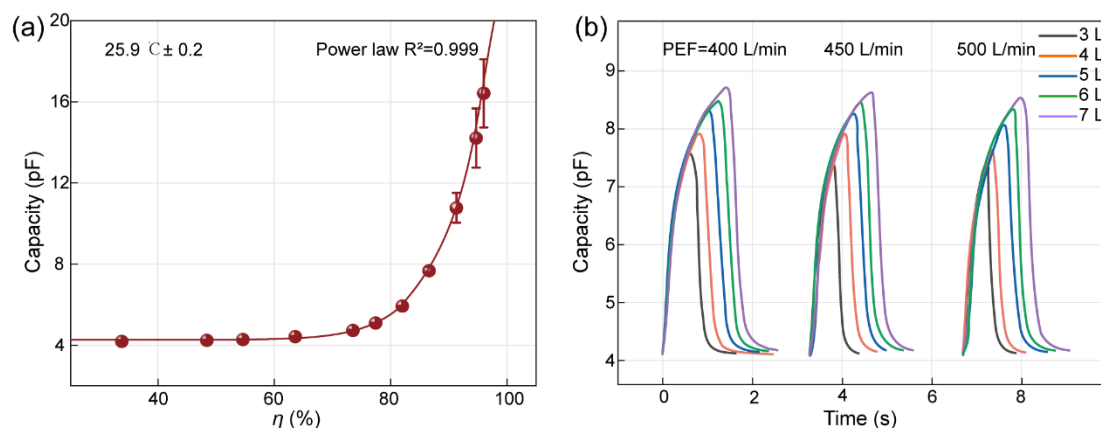 (a)
25.9 ℃± 0.2
Power law R²=0.999
20
16
12
8
4
Capacity (pF)
40
60
80
100
η (%)
(b)
PEF=400 L/min
450 L/min
500 L/min
3 L
4 L
5 L
6 L
7 L
9
8
7
6
5
4
Capacity (pF)
0
2
4
6
8
Time (s)